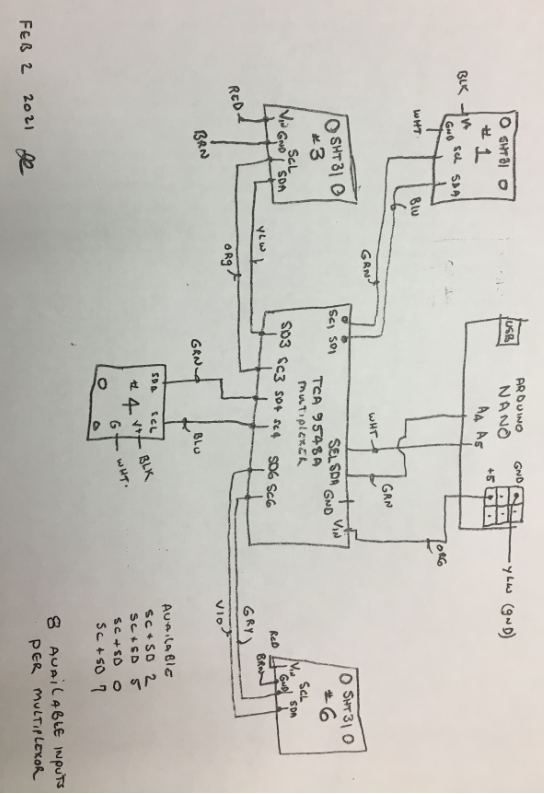 FEB 2 2021
RED
BRN
VIN
GND
SCL
SDA
SHT31
#3
ORG
YLW
BLK
WHT.
V+
GND
SCL
SDA
SHT31
#1
BLU
GRN
SC1 SD1
SD3
SC3
SD4
SC4
SD6
SC6
TCA 9548A
MULTIPLEXER
SDA
GND
VIN
USB
ARDUINO
NANO
A4 A5
+5
GND
YLW (GND)
WHT
GRN
ORG
GRN
BLU
SDA
SCL
#4
V+
G
BLK
WHT.
VIO
GRY
RED
BRN
VIN
GND
SCL
SDA
SHT31
#6
AVAILABLE
SC + SD 2
SC + SD 5
SC + SD 0
SC + SD 7
8 AVAILABLE INPUTS
PER MULTIPLEXOR